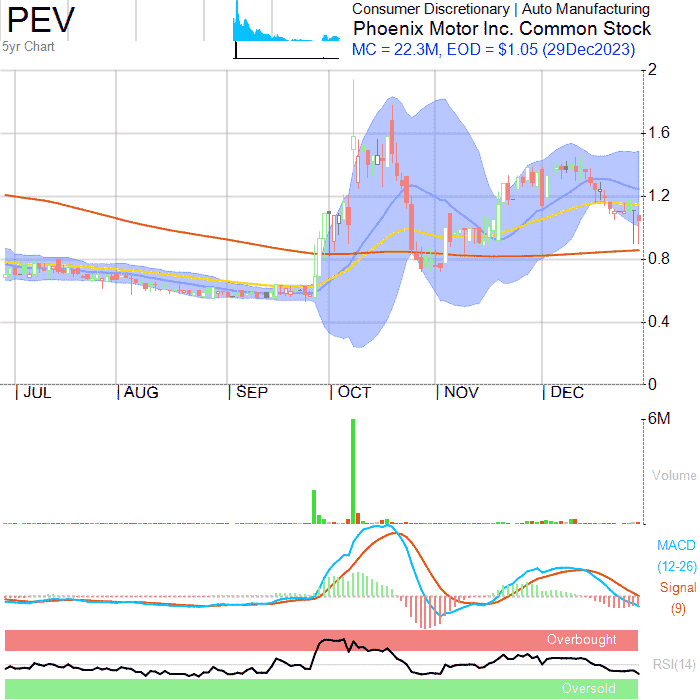 PEV
5yr Chart
Consumer Discretionary | Auto Manufacturing
Phoenix Motor Inc. Common Stock
MC = 22.3M, EOD = $1.05 (29Dec2023)
2
1.6
1.2
0.8
0.4
0
JUL AUG SEP OCT NOV DEC
6M
Volume
MACD
(12-26)
Signal
(9)
Overbought
RSI(14)
Oversold